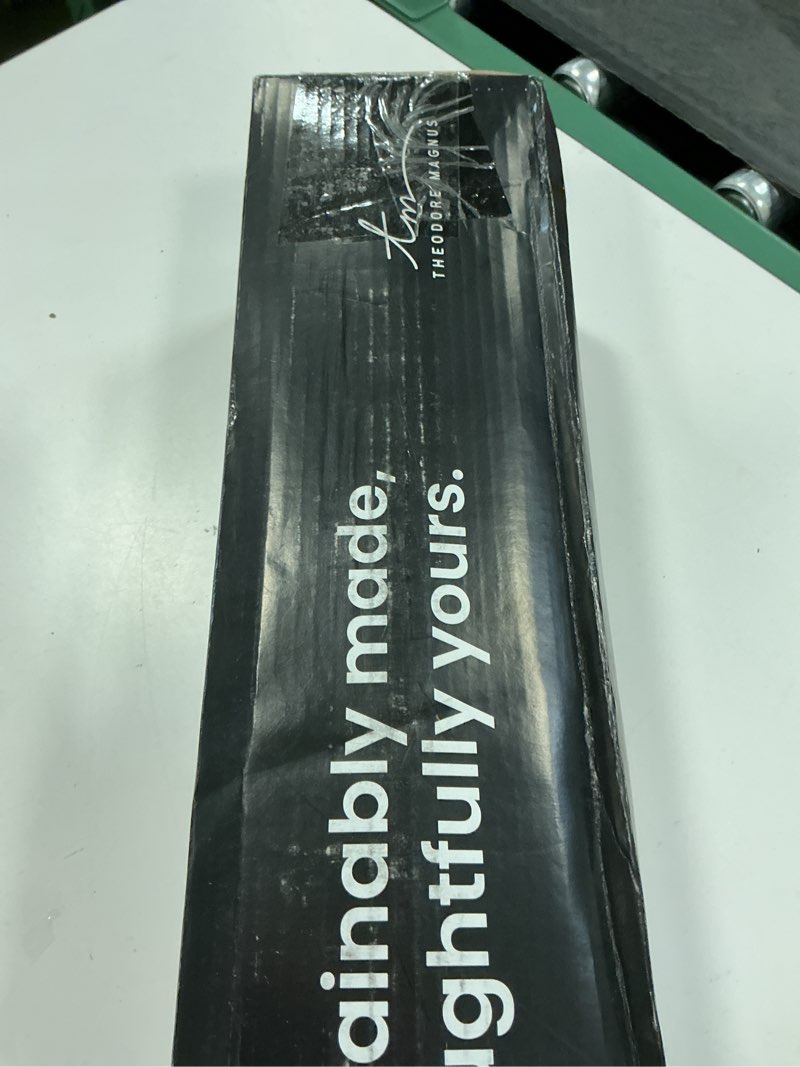 tm
THEODORE MAGNUS
ainably made,
ughtfully yours.